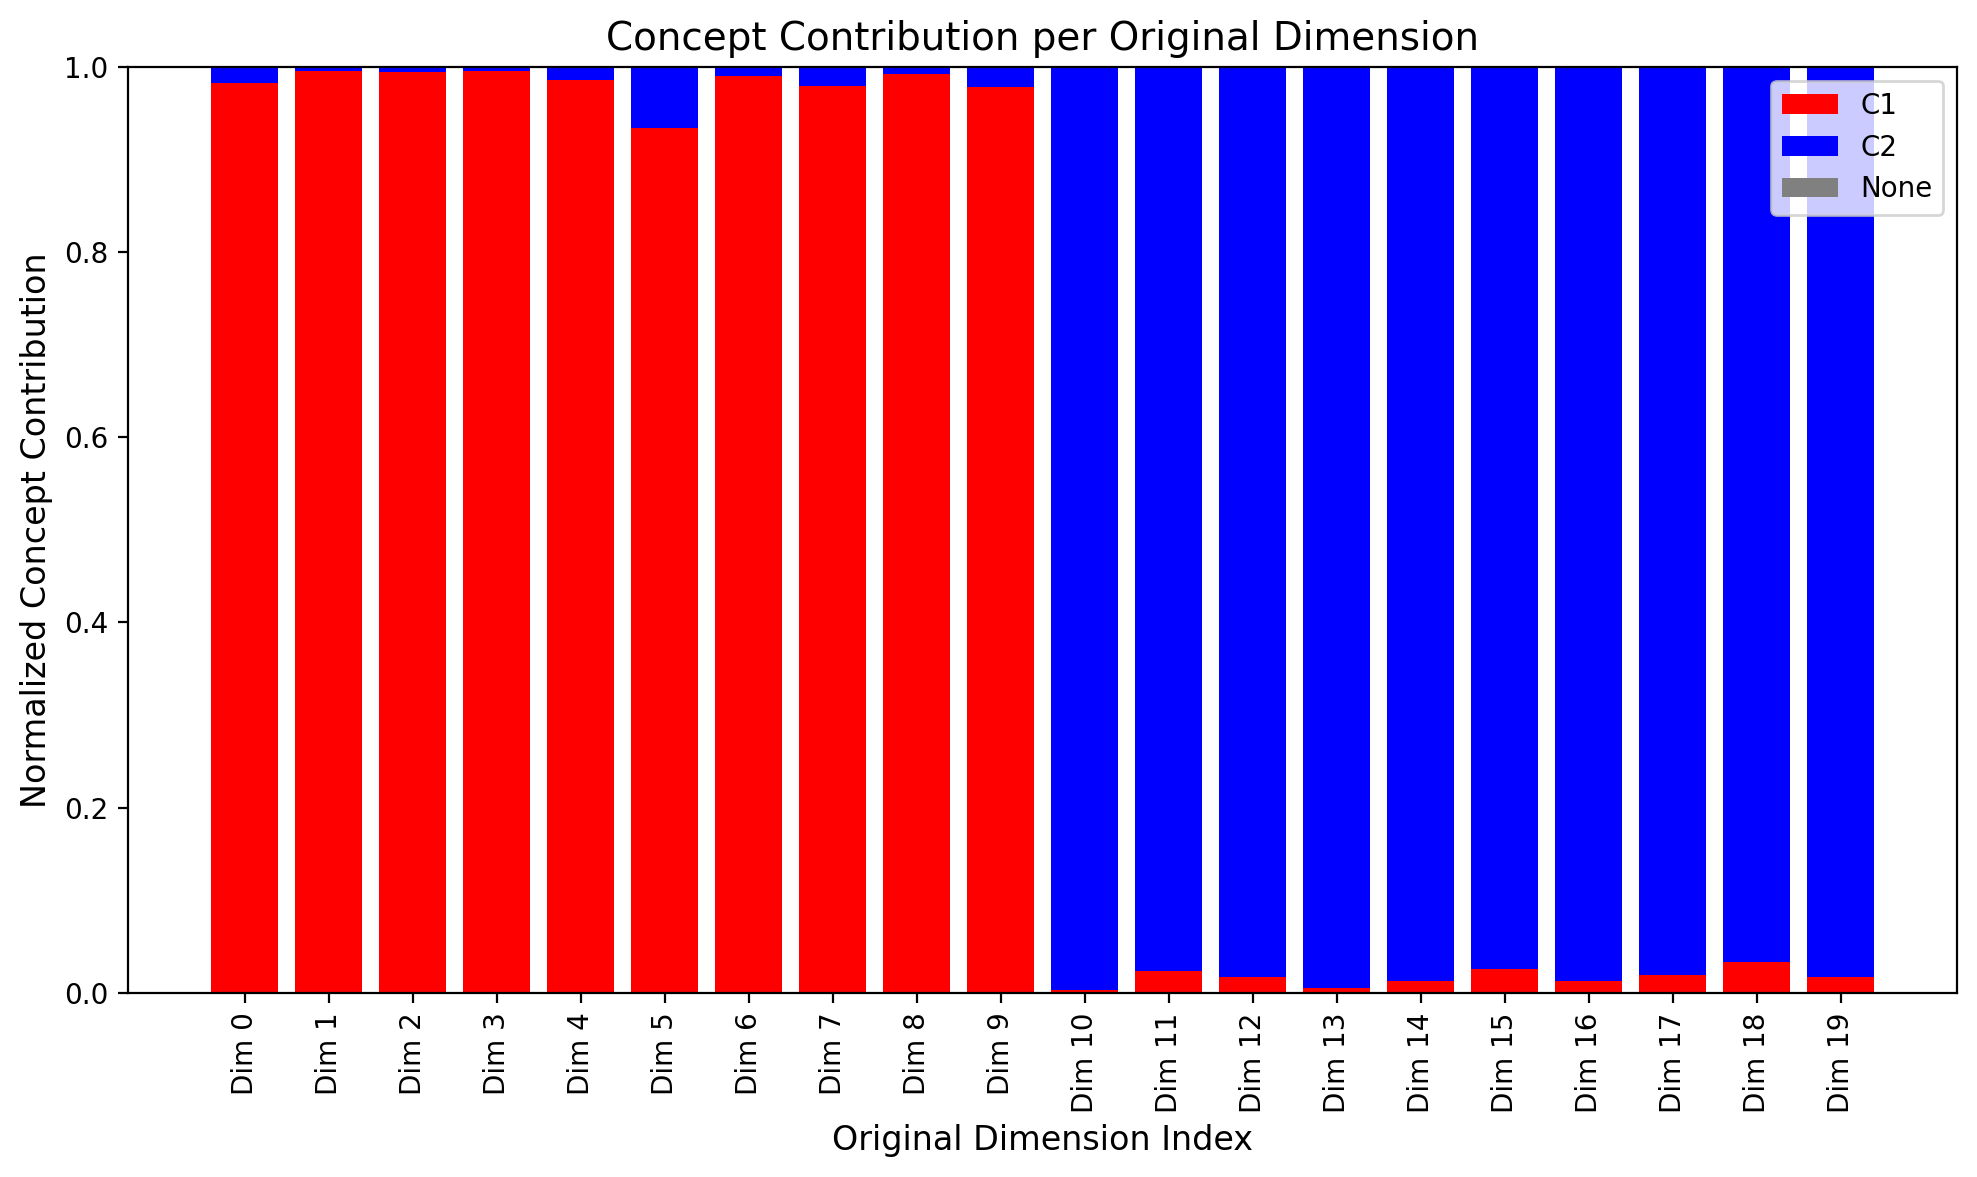 Concept Contribution per Original Dimension
Normalized Concept Contribution
1.0
0.8
0.6
0.4
0.2
0.0
C1
C2
None
Dim 0
Dim 1
Dim 2
Dim 3
Dim 4
Dim 5
Dim 6
Dim 7
Dim 8
Dim 9
Dim 10
Dim 11
Dim 12
Dim 13
Dim 14
Dim 15
Dim 16
Dim 17
Dim 18
Dim 19
Original Dimension Index